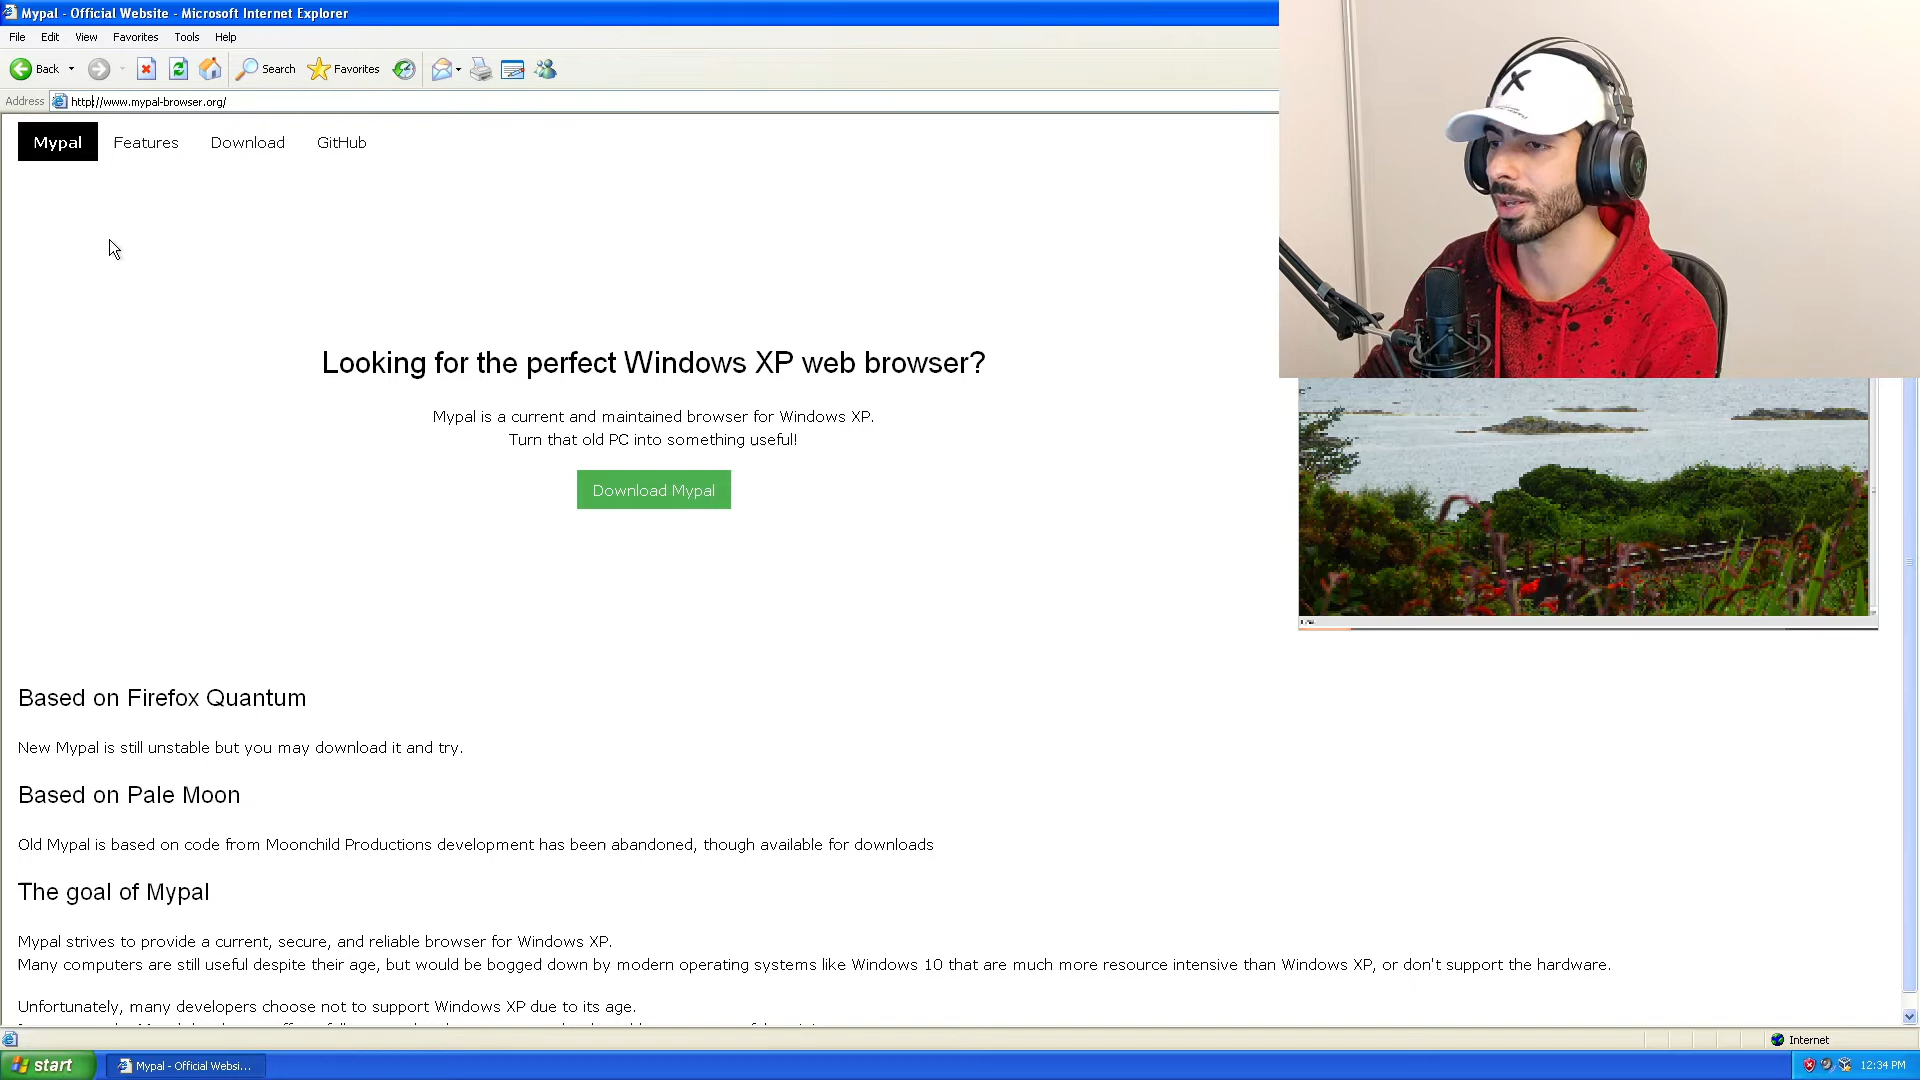 Mypal - Official Website - Microsoft Internet Explorer
File Edit View Favorites Tools Help
Back Search Favorites
Address http://www.mypal-browser.org/
Mypal Features Download GitHub
Looking for the perfect Windows XP web browser?
Mypal is a current and maintained browser for Windows XP.
Turn that old PC into something useful!
Download Mypal
Based on Firefox Quantum
New Mypal is still unstable but you may download it and try.
Based on Pale Moon
Old Mypal is based on code from Moonchild Productions development has been abandoned, though available for downloads
The goal of Mypal
Mypal strives to provide a current, secure, and reliable browser for Windows XP.
Many computers are still useful despite their age, but would be bogged down by modern operating systems like Windows 10 that are much more resource intensive than Windows XP, or don't support the hardware.
Unfortunately, many developers choose not to support Windows XP due to its age.
Internet
start Mypal - Official Websi... 12:34 PM